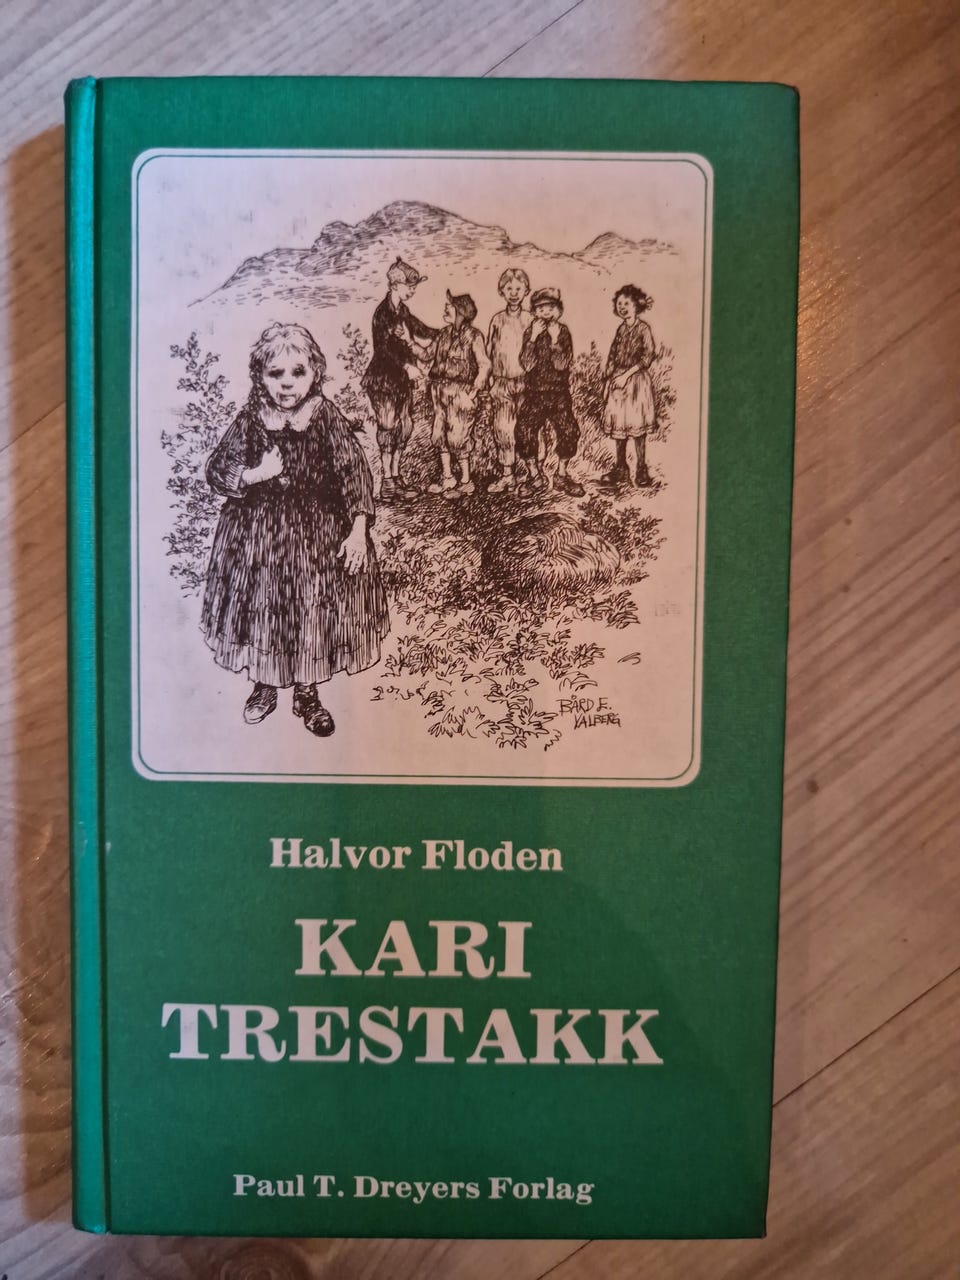 BÅRD E.
VALBERG
Halvor Floden
KARI
TRESTAKK
Paul T. Dreyers Forlag